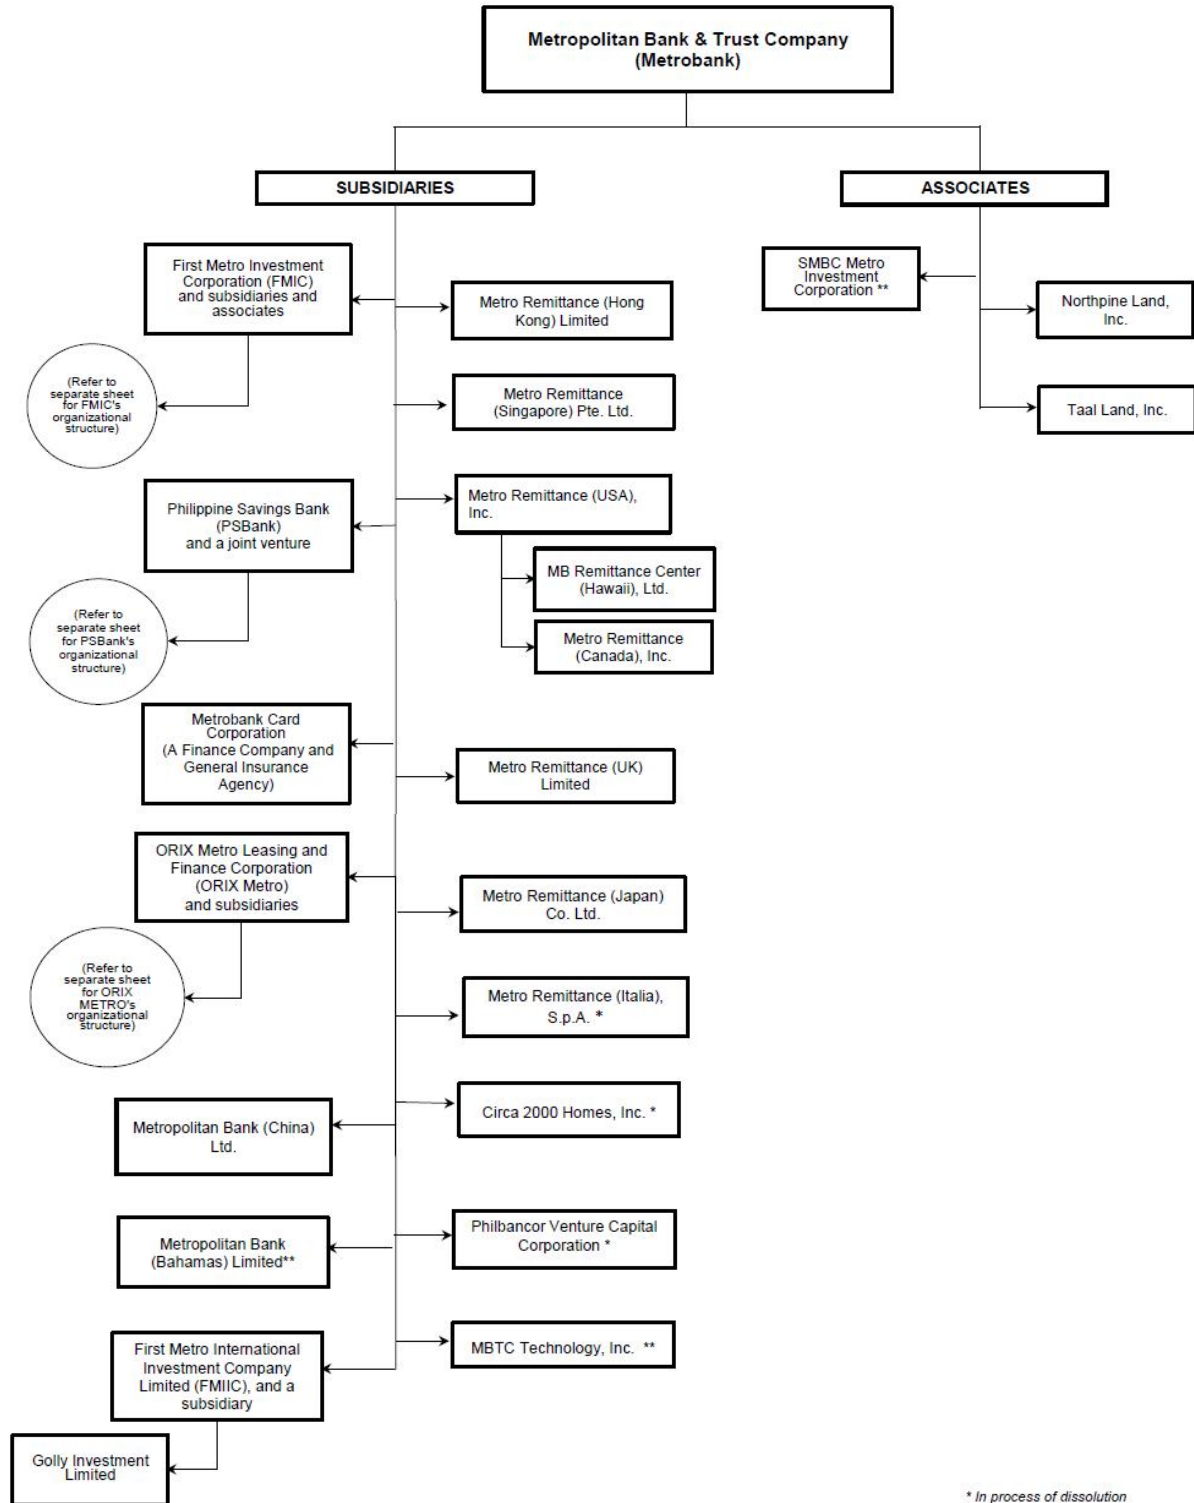 Metropolitan Bank & Trust Company
(Metrobank)
SUBSIDIARIES
ASSOCIATES
First Metro Investment
Corporation (FMIC)
and subsidiaries and
associates
(Refer to
separate sheet
for FMIC's
organizational
structure)
Philippine Savings Bank
(PSBank)
and a joint venture
(Refer to
separate sheet
for PSBank's
organizational
structure)
Metrobank Card
Corporation
(A Finance Company and
General Insurance
Agency)
ORIX Metro Leasing and
Finance Corporation
(ORIX Metro)
and subsidiaries
(Refer to
separate sheet
for ORIX
METRO's
organizational
structure)
Metropolitan Bank (China)
Ltd.
Metropolitan Bank
(Bahamas) Limited**
First Metro International
Investment Company
Limited (FMIIC), and a
subsidiary
Golly Investment
Limited
Metro Remittance (Hong
Kong) Limited
Metro Remittance
(Singapore) Pte. Ltd.
Metro Remittance (USA),
Inc.
MB Remittance Center
(Hawaii), Ltd.
Metro Remittance
(Canada), Inc.
Metro Remittance (UK)
Limited
Metro Remittance (Japan)
Co. Ltd.
Metro Remittance (Italia),
S.p.A. *
Circa 2000 Homes, Inc. *
Philbancor Venture Capital
Corporation *
MBTC Technology, Inc. **
SMBC Metro
Investment
Corporation **
Northpine Land,
Inc.
Taal Land, Inc.
* In process of dissolution